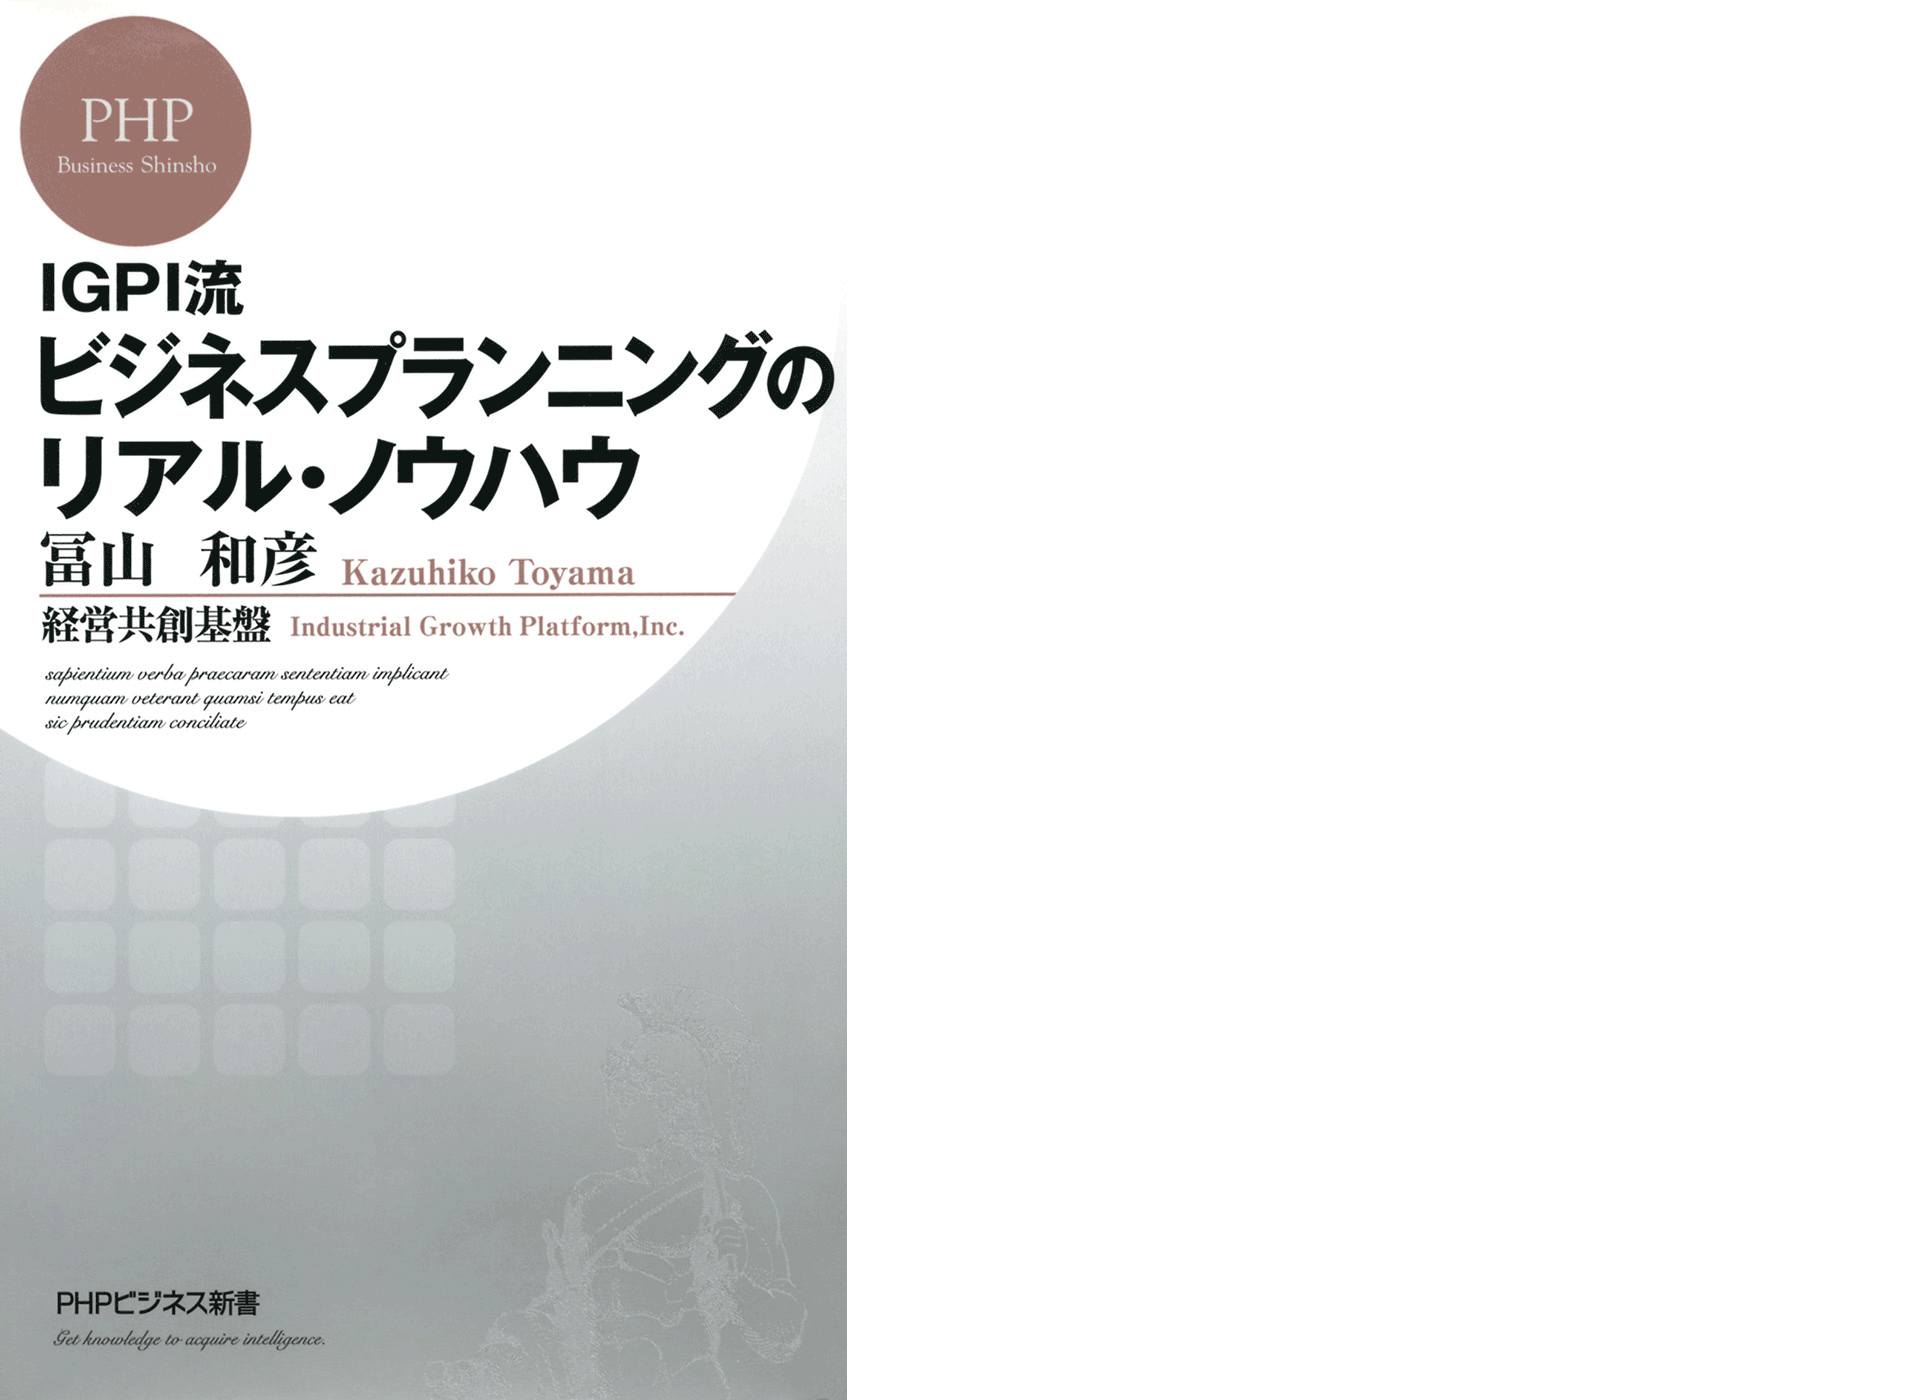 PHP
Business Shinsho
IGPI流
ビジネスプランニングの
リアル・ノウハウ
冨山 和彦 Kazuhiko Toyama
経営共創基盤 Industrial Growth Platform,Inc.
sapientium verba praecaram sententiam implicant
numquam veterant quamsi tempus eat
sic prudentiam conciliate
PHPビジネス新書
Get knowledge to acquire intelligence.